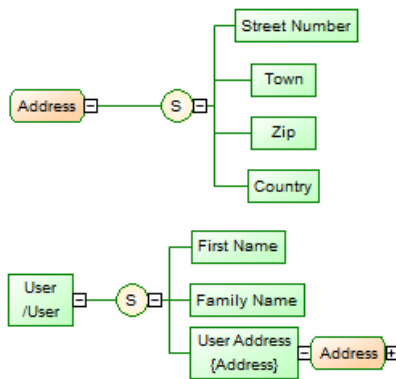 Street Number
Town
Address
S
Zip
Country
First Name
User
/User
S
Family Name
User Address
{Address}
Address